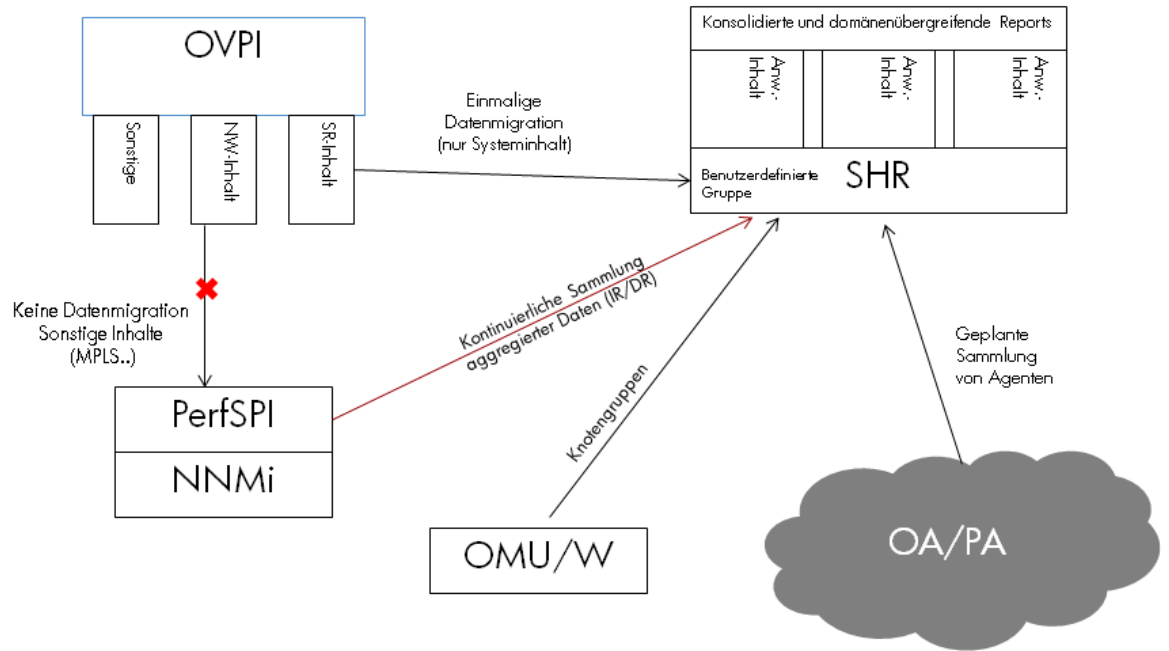 OVPI
Sonstige
NW-Inhalt
SR-Inhalt
Einmalige
Datenmigration
(nur Systeminhalt)
Konsolidierte und domänenübergreifende Reports
Anw.-
Inhalt
Anw.-
Inhalt
Anw.-
Inhalt
Benutzerdefinierte
Gruppe
SHR
Keine Datenmigration
Sonstige Inhalte
(MPLS..)
Kontinuierliche Sammlung
aggregierter Daten (IR/DR)
Knotengruppen
Geplante
Sammlung
von Agenten
PerfSPI
NNMi
OMU/W
OA/PA